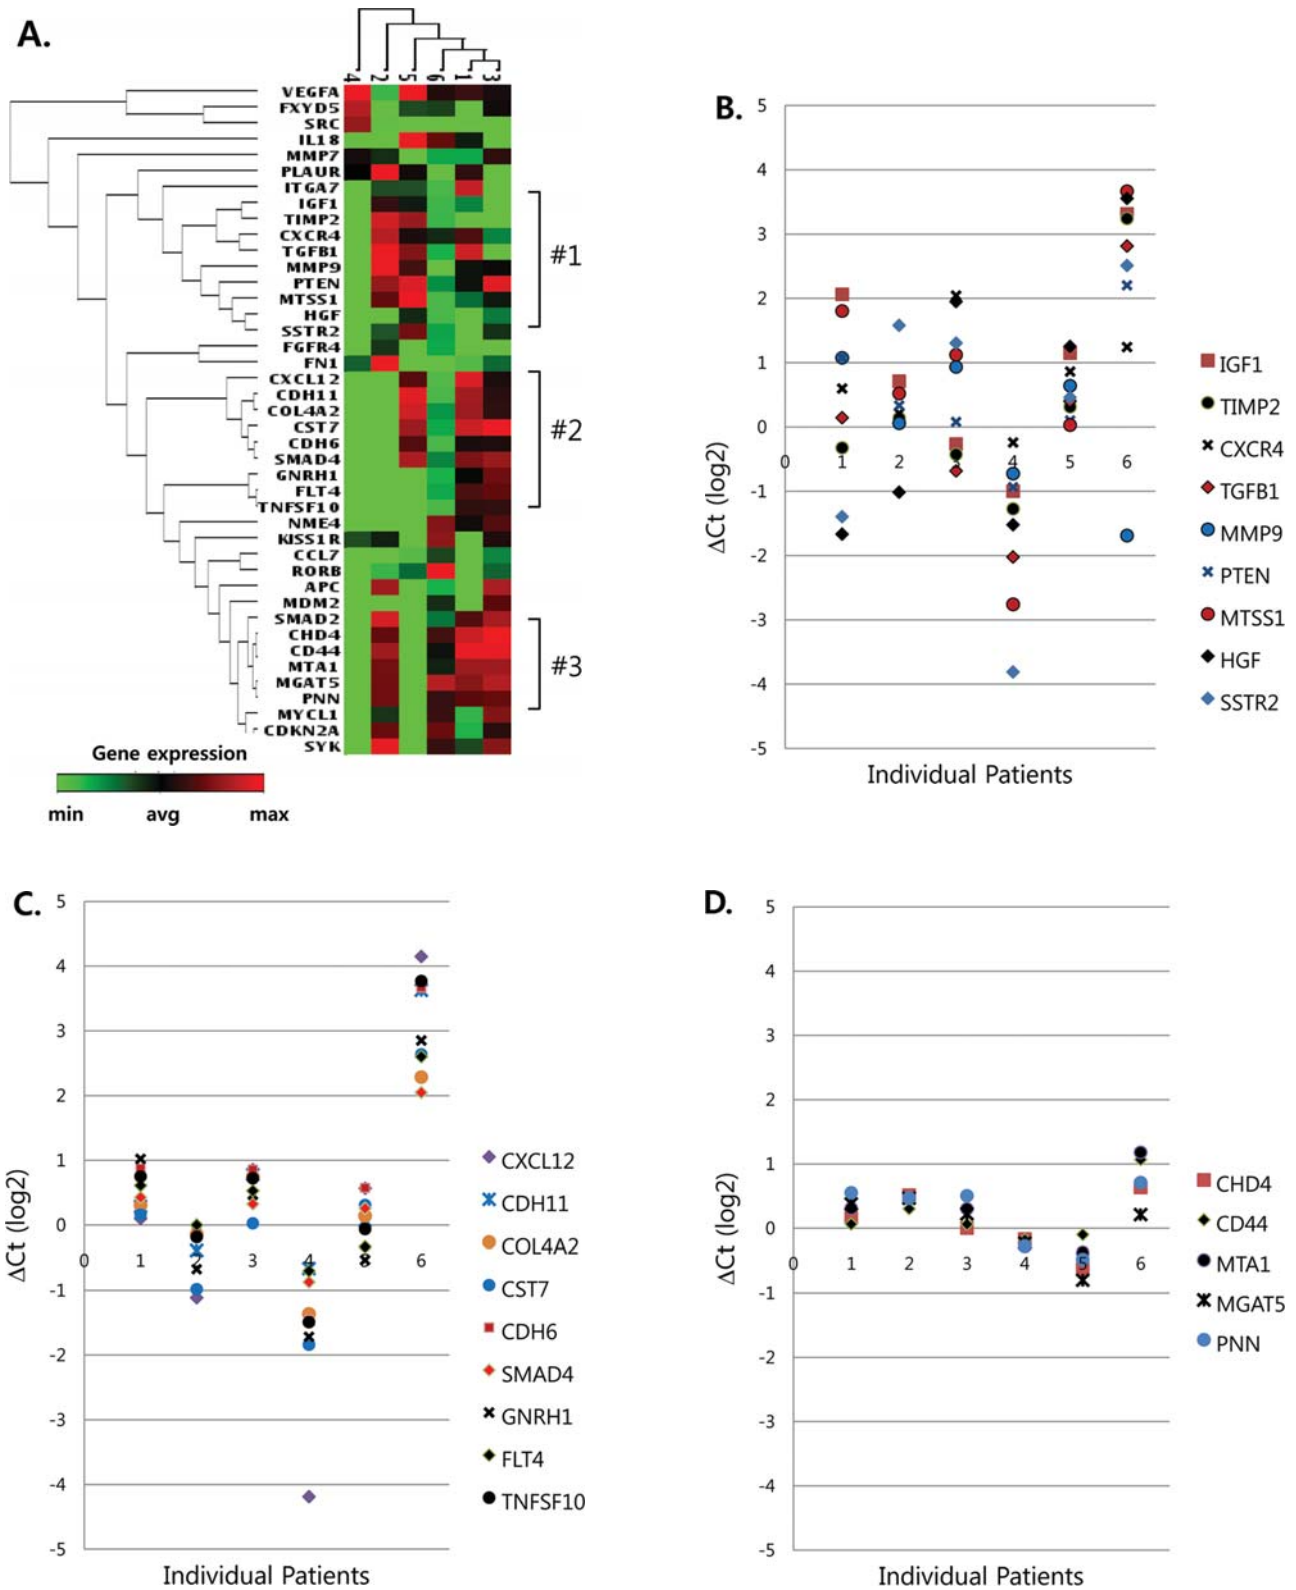 A.
4 2 5 6 1 3
VEGFA
FXYD5
SRC
IL18
MMP7
PLAUR
ITGA7
IGF1
TIMP2
CXCR4
TGFB1
MMP9
PTEN
MTSS1
HGF
SSTR2
FGFR4
FN1
CXCL12
CDH11
COL4A2
CST7
CDH6
SMAD4
GNRH1
FLT4
TNFSF10
NME4
KISS1R
CCL7
RORB
APC
MDM2
SMAD2
CHD4
CD44
MTA1
MGAT5
PNN
MYCL1
CDKN2A
SYK
#1
#2
#3
Gene expression
min avg max
B.
5
4
3
2
1
0
-1
-2
-3
-4
-5
0 1 2 3 4 5 6
ΔCt (log2)
Individual Patients
IGF1
TIMP2
CXCR4
TGFB1
MMP9
PTEN
MTSS1
HGF
SSTR2
C.
5
4
3
2
1
0
-1
-2
-3
-4
-5
0 1 2 3 4 5 6
ΔCt (log2)
Individual Patients
CXCL12
CDH11
COL4A2
CST7
CDH6
SMAD4
GNRH1
FLT4
TNFSF10
D.
5
4
3
2
1
0
-1
-2
-3
-4
-5
0 1 2 3 4 5 6
ΔCt (log2)
Individual Patients
CHD4
CD44
MTA1
MGAT5
PNN